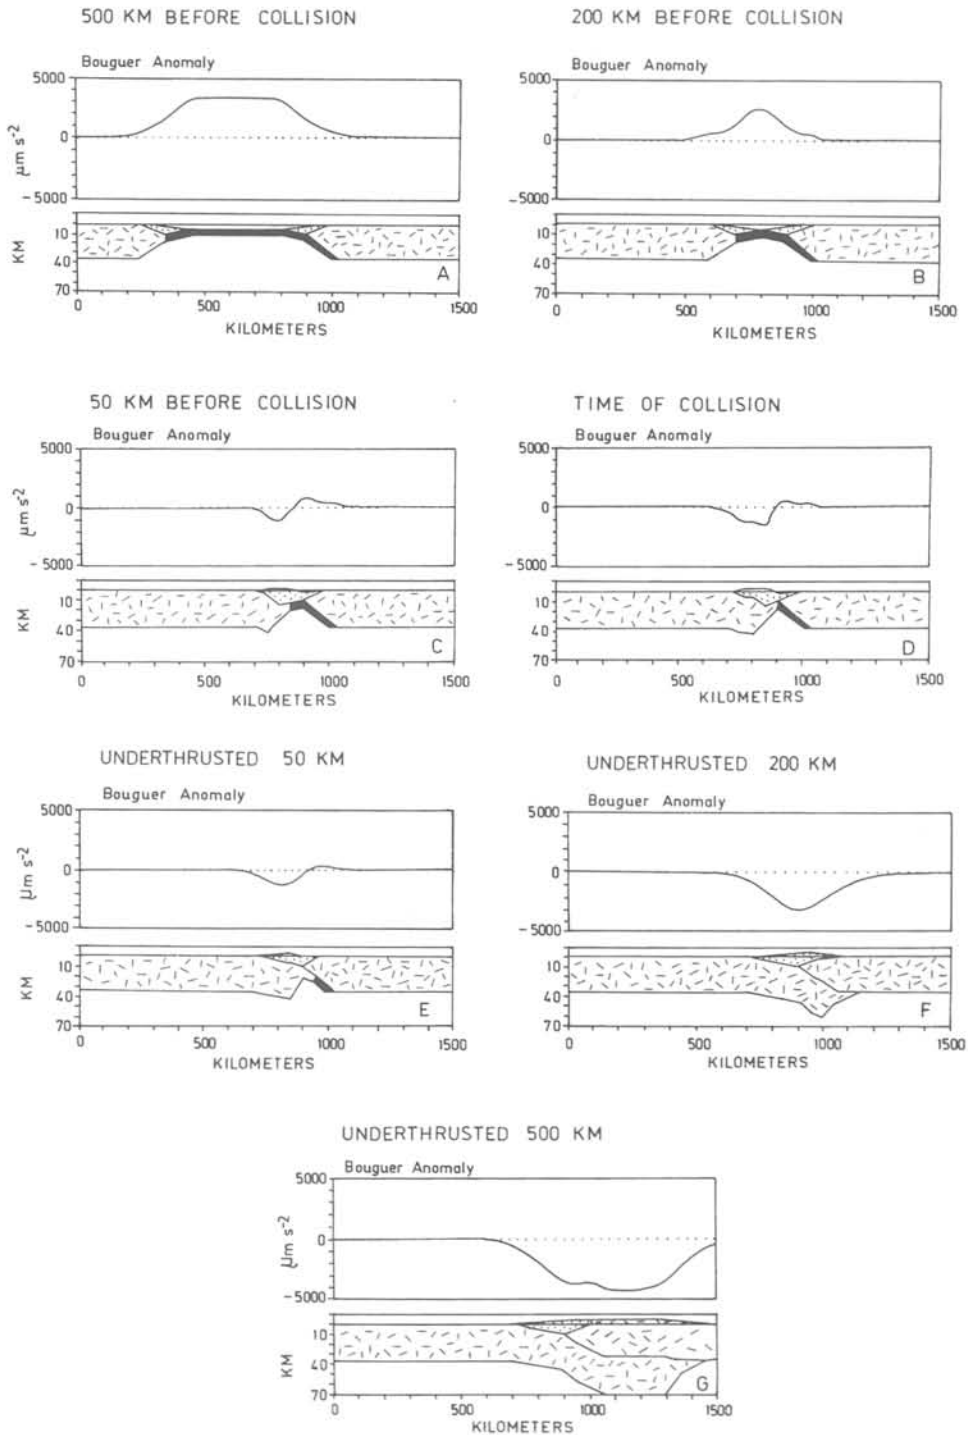 500 KM BEFORE COLLISION
Bouguer Anomaly
5000
0
-5000
μm s-2
10
40
70
KM
A
0 500 1000 1500
KILOMETERS
200 KM BEFORE COLLISION
Bouguer Anomaly
5000
0
-5000
10
40
70
B
0 500 1000 1500
KILOMETERS
50 KM BEFORE COLLISION
Bouguer Anomaly
5000
0
-5000
μm s-2
10
40
70
KM
C
0 500 1000 1500
KILOMETERS
TIME OF COLLISION
Bouguer Anomaly
5000
0
-5000
10
40
70
D
0 500 1000 1500
KILOMETERS
UNDERTHRUSTED 50 KM
Bouguer Anomaly
5000
0
-5000
μm s-2
10
40
70
KM
E
0 500 1000 1500
KILOMETERS
UNDERTHRUSTED 200 KM
Bouguer Anomaly
5000
0
-5000
10
40
70
F
0 500 1000 1500
KILOMETERS
UNDERTHRUSTED 500 KM
Bouguer Anomaly
5000
0
-5000
μm s-2
10
40
70
KM
G
0 500 1000 1500
KILOMETERS